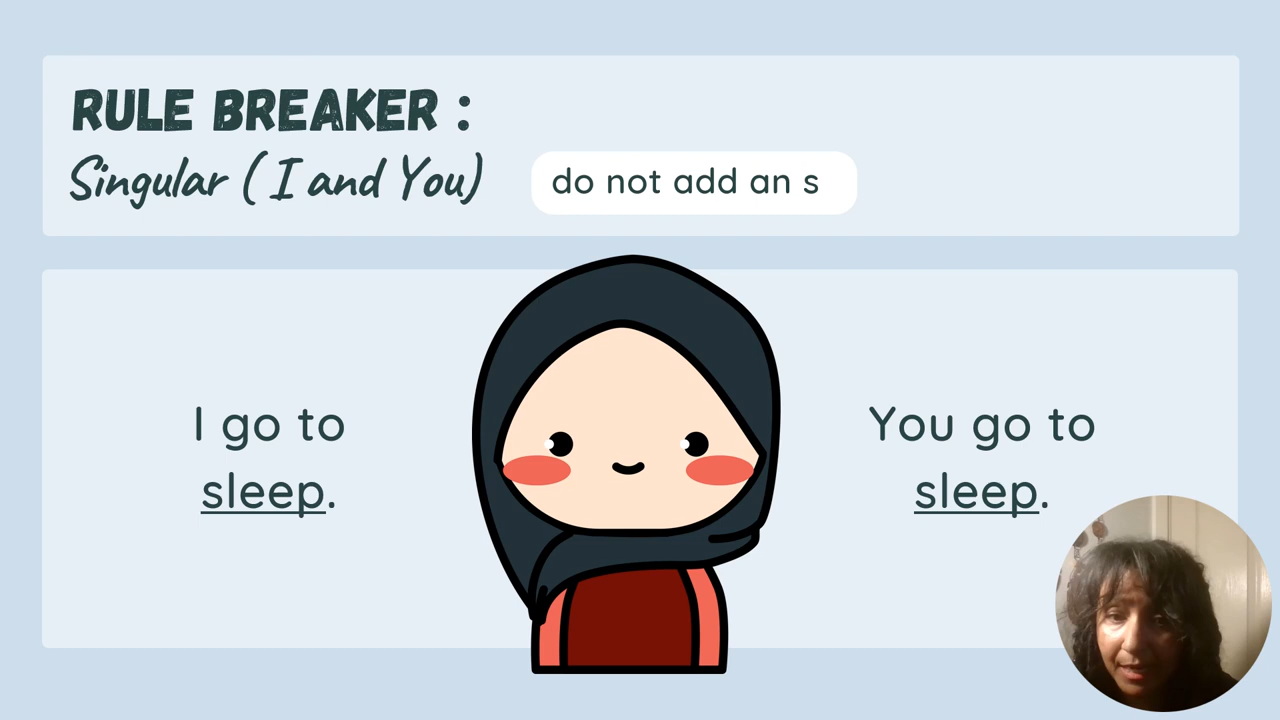 RULE BREAKER :
Singular ( I and You)
do not add an s
I go to
sleep.
You go to
sleep.